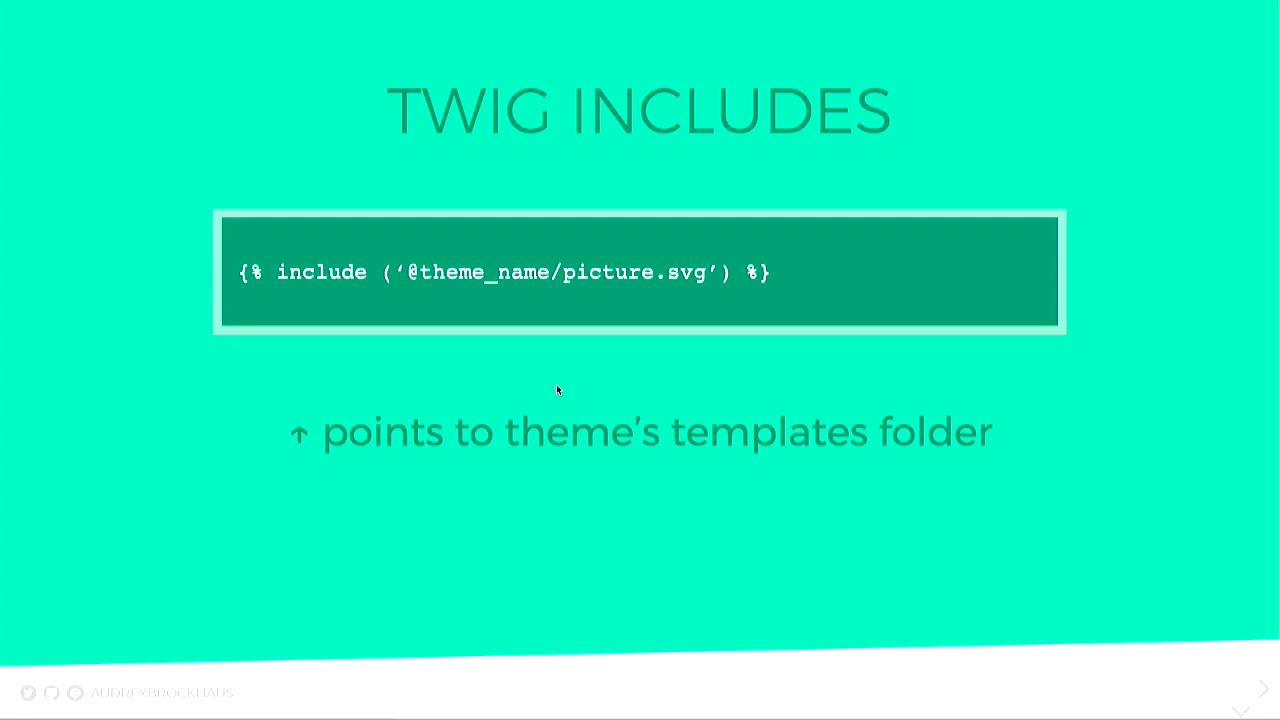 TWIG INCLUDES
{% include (‘@theme_name/picture.svg’) %}
↑ points to theme’s templates folder
AUDREYBROCKHAUS